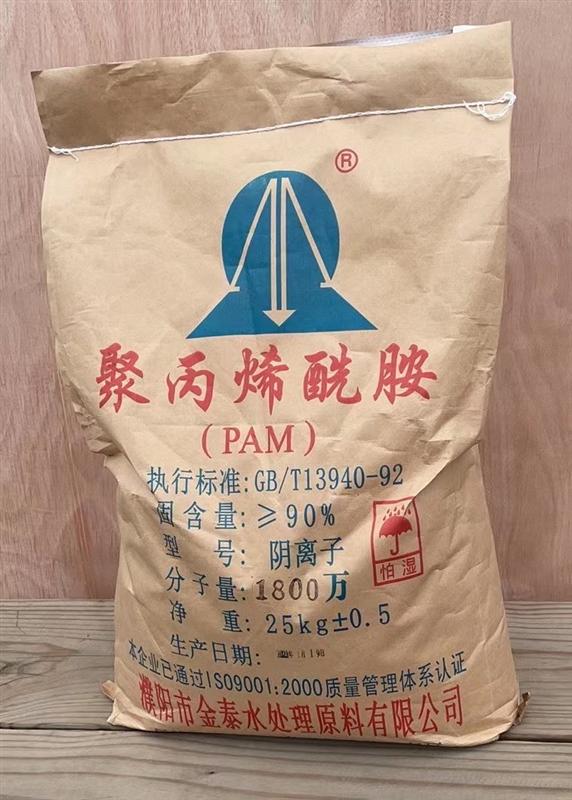 ®
聚丙烯酰胺
(PAM)
执行标准:GB/T13940-92
固含量:≥90%
型 号:阴离子
分子量:1800万
净 重:25kg±0.5
怕湿
生产日期:
本企业已通过ISO9001:2000质量管理体系认证
濮阳市金泰水处理原料有限公司